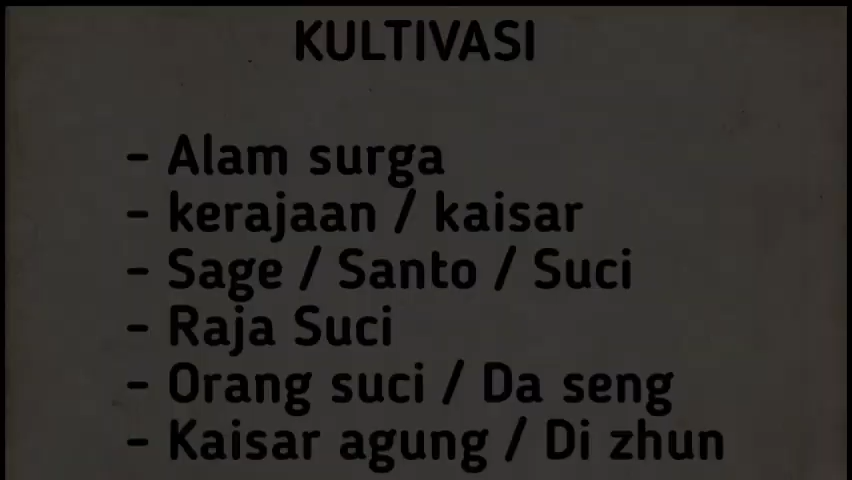 KULTIVASI
- Alam surga
- kerajaan / kaisar
- Sage / Santo / Suci
- Raja Suci
- Orang suci / Da seng
- Kaisar agung / Di zhun